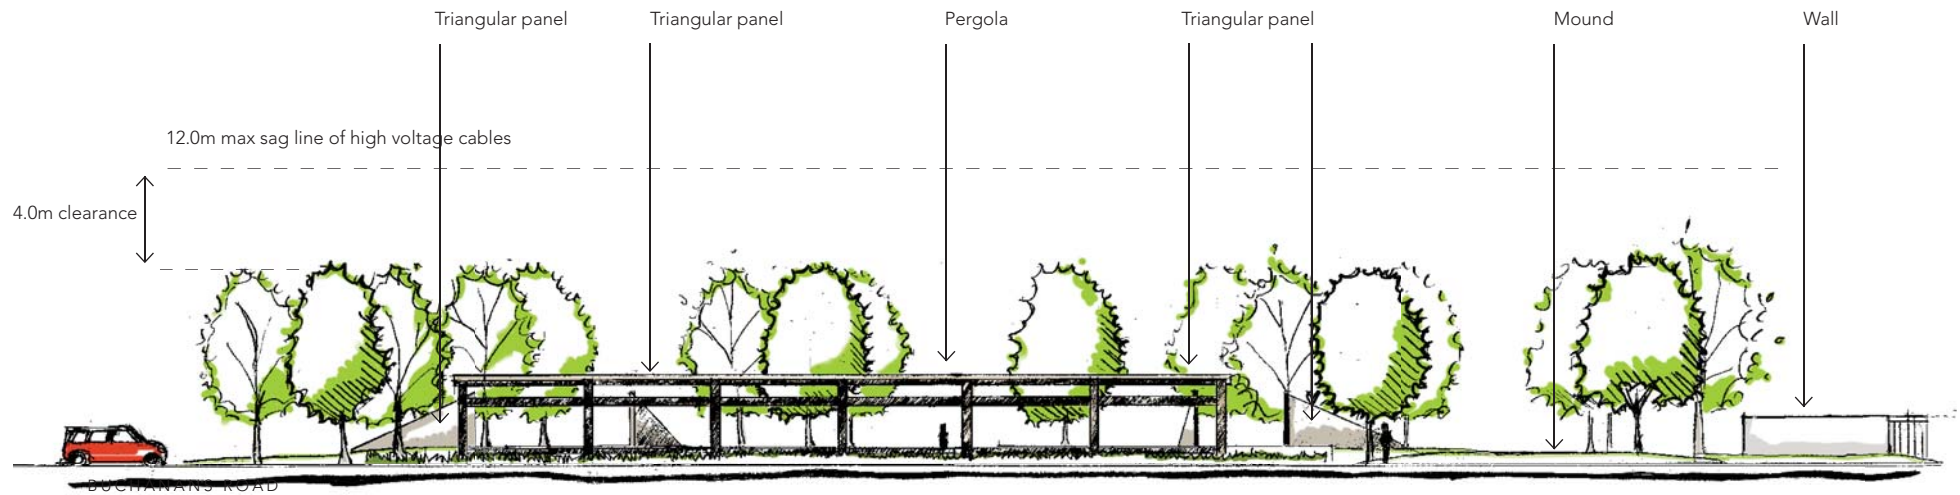 Triangular panel
Triangular panel
Pergola
Triangular panel
Mound
Wall
12.0m max sag line of high voltage cables
4.0m clearance
BUCHANANS ROAD